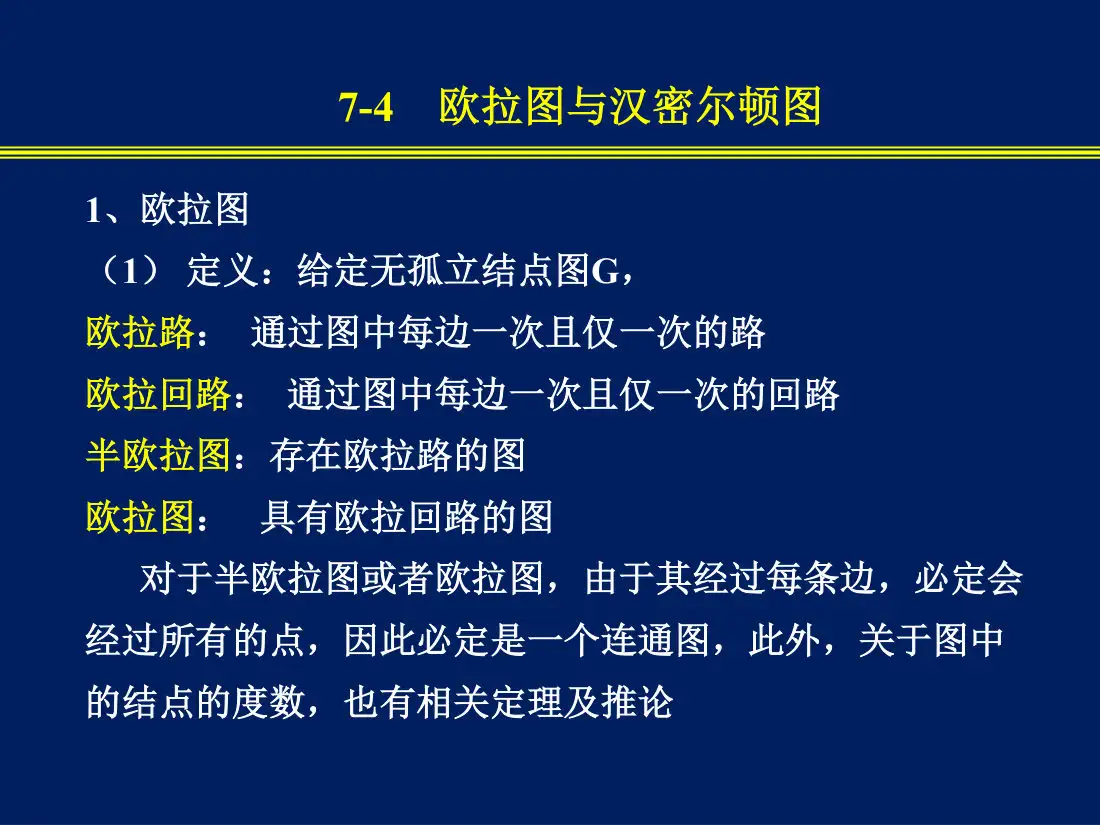 7-4 欧拉图与汉密尔顿图
1、欧拉图
（1） 定义：给定无孤立结点图G，
欧拉路： 通过图中每边一次且仅一次的路
欧拉回路： 通过图中每边一次且仅一次的回路
半欧拉图：存在欧拉路的图
欧拉图： 具有欧拉回路的图
对于半欧拉图或者欧拉图，由于其经过每条边，必定会
经过所有的点，因此必定是一个连通图，此外，关于图中
的结点的度数，也有相关定理及推论